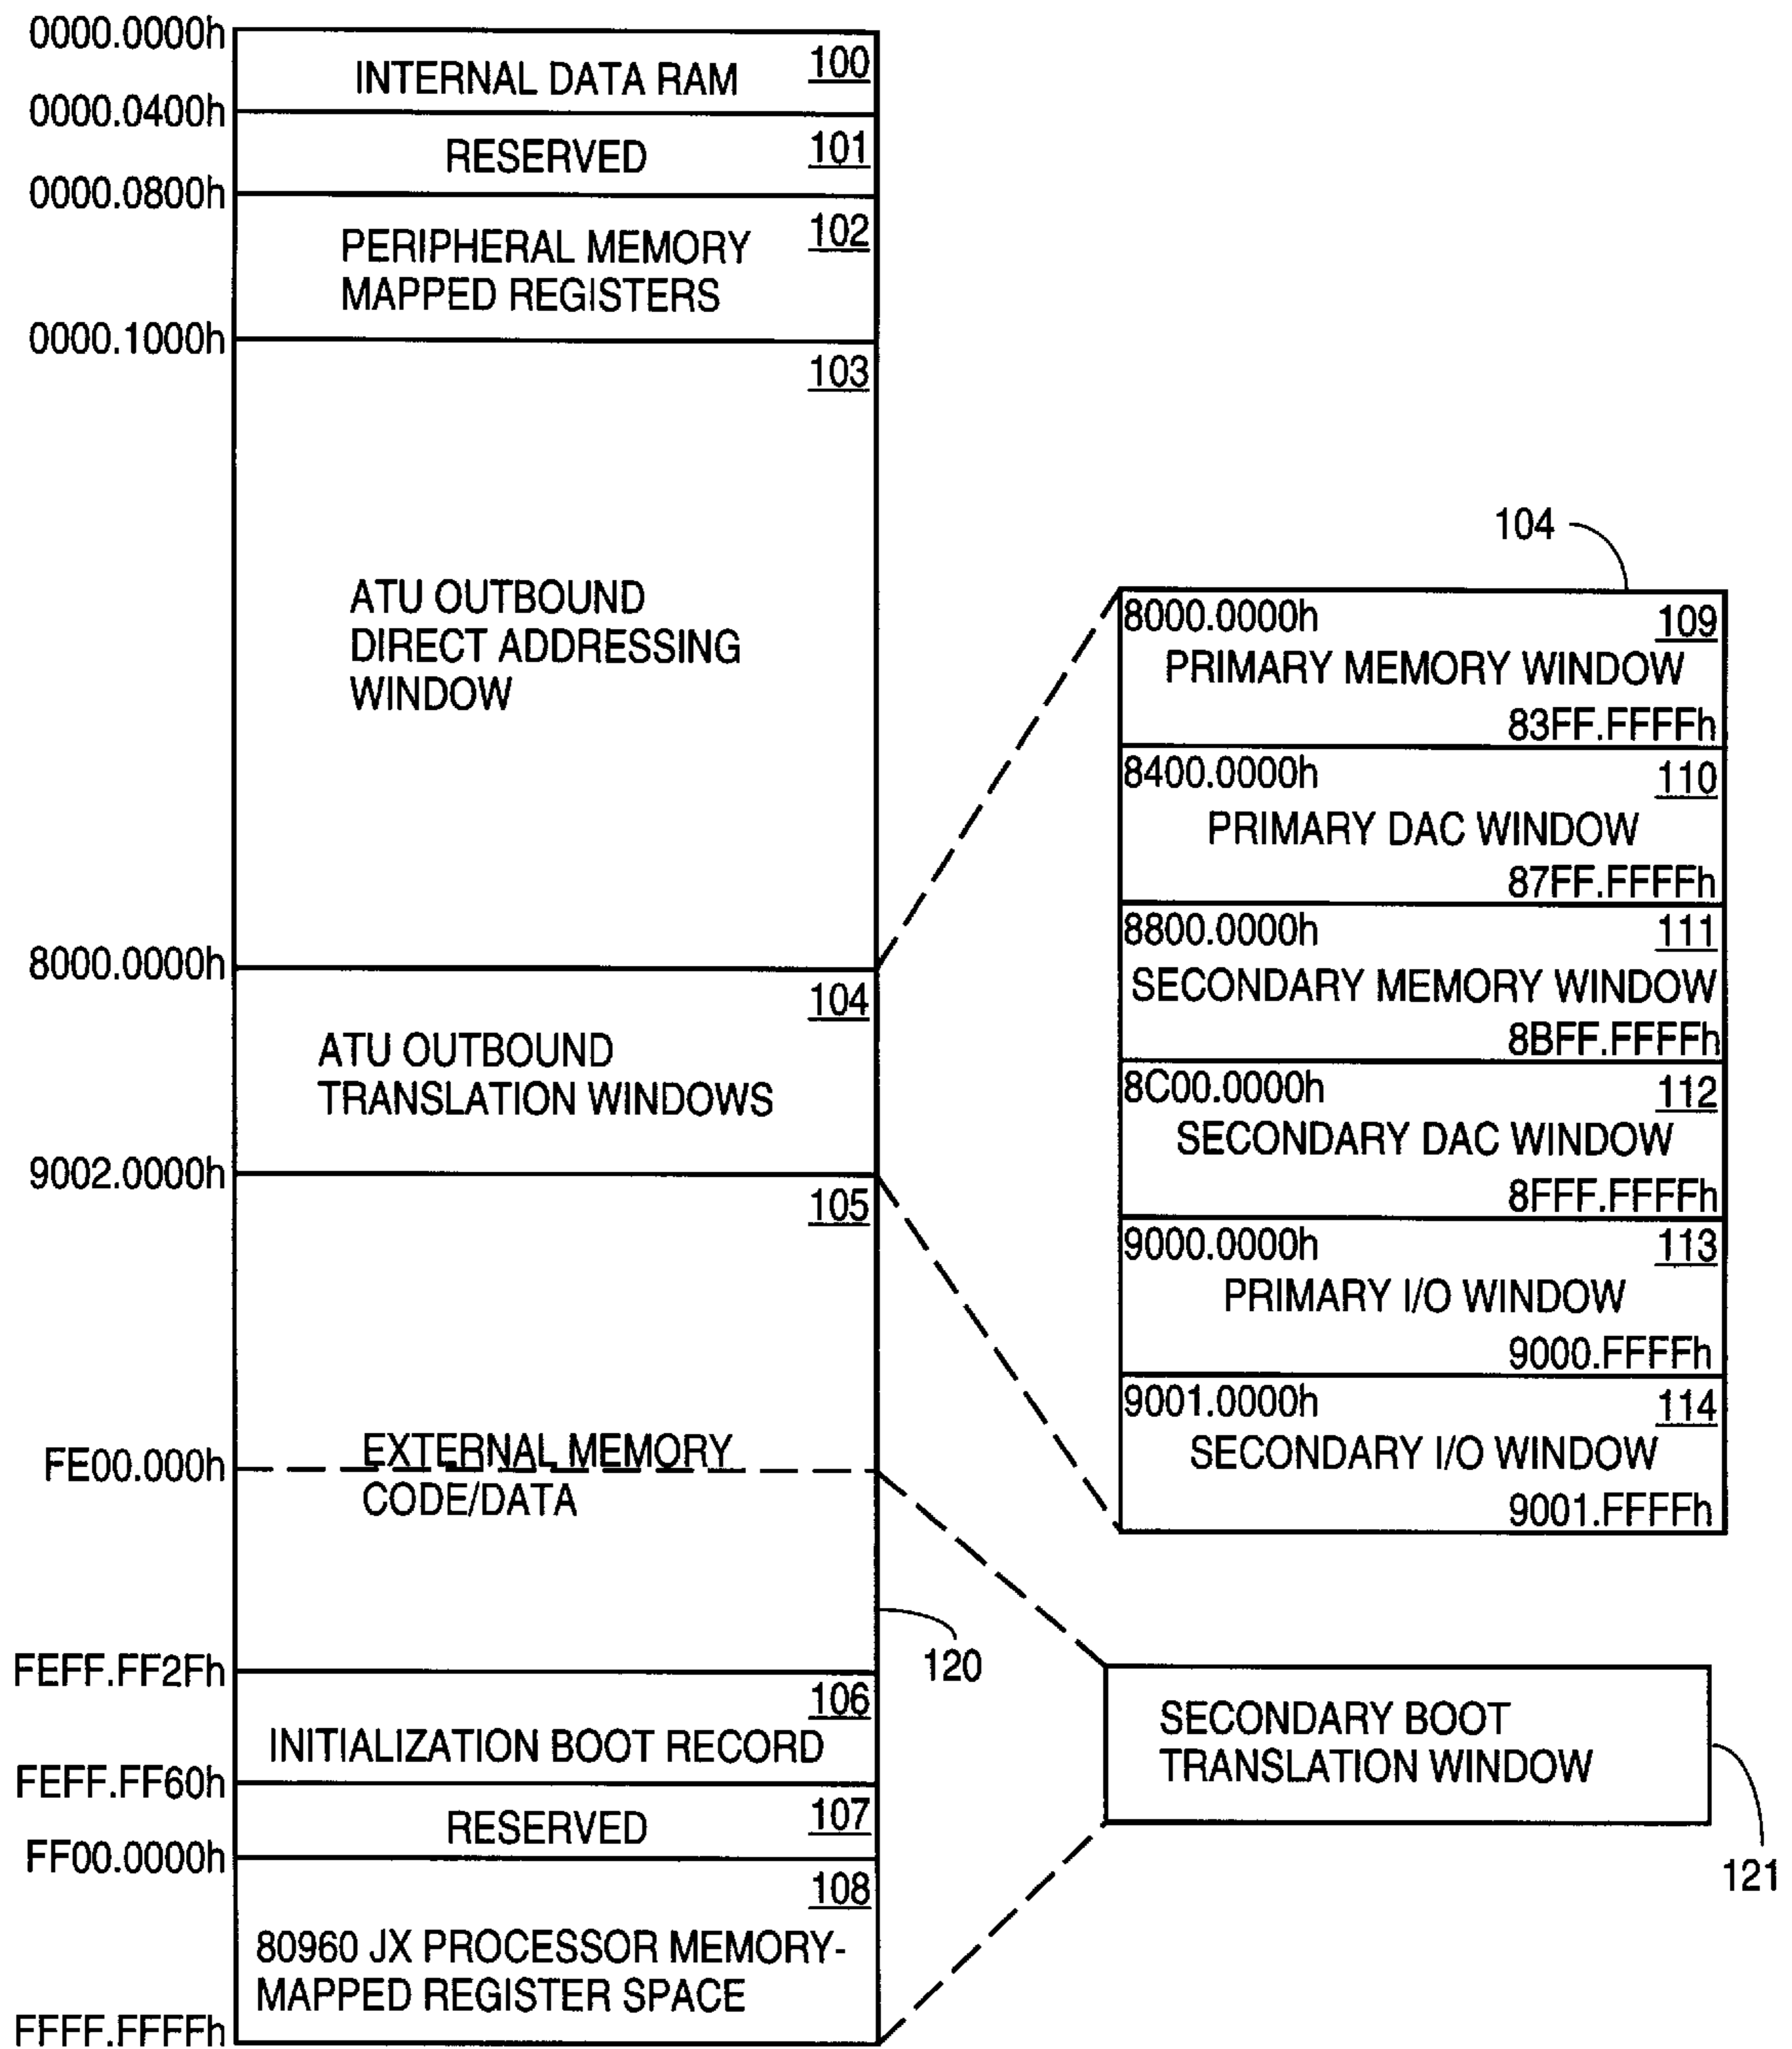 0000.0000h
100
INTERNAL DATA RAM
0000.0400h
101
RESERVED
0000.0800h
102
PERIPHERAL MEMORY
MAPPED REGISTERS
0000.1000h
103
ATU OUTBOUND
DIRECT ADDRESSING
WINDOW
8000.0000h
104
ATU OUTBOUND
TRANSLATION WINDOWS
9002.0000h
105
EXTERNAL MEMORY
FE00.000h
CODE/DATA
120
FEFF.FF2Fh
106
INITIALIZATION BOOT RECORD
FEFF.FF60h
107
RESERVED
FF00.0000h
108
80960 JX PROCESSOR MEMORY-
MAPPED REGISTER SPACE
FFFF.FFFFh
104
8000.0000h
109
PRIMARY MEMORY WINDOW
83FF.FFFFh
8400.0000h
110
PRIMARY DAC WINDOW
87FF.FFFFh
8800.0000h
111
SECONDARY MEMORY WINDOW
8BFF.FFFFh
8C00.0000h
112
SECONDARY DAC WINDOW
8FFF.FFFFh
9000.0000h
113
PRIMARY I/O WINDOW
9000.FFFFh
9001.0000h
114
SECONDARY I/O WINDOW
9001.FFFFh
SECONDARY BOOT
TRANSLATION WINDOW
121